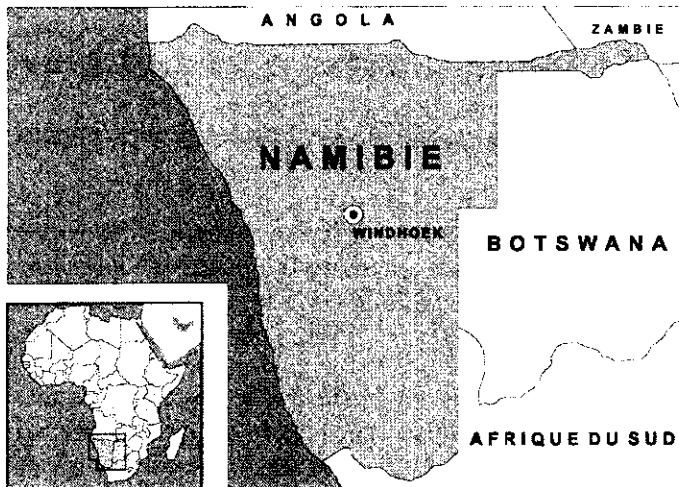 ANGOLA
ZAMBIE
NAMIBIE
WINDHOEK
BOTSWANA
AFRIQUE DU SUD